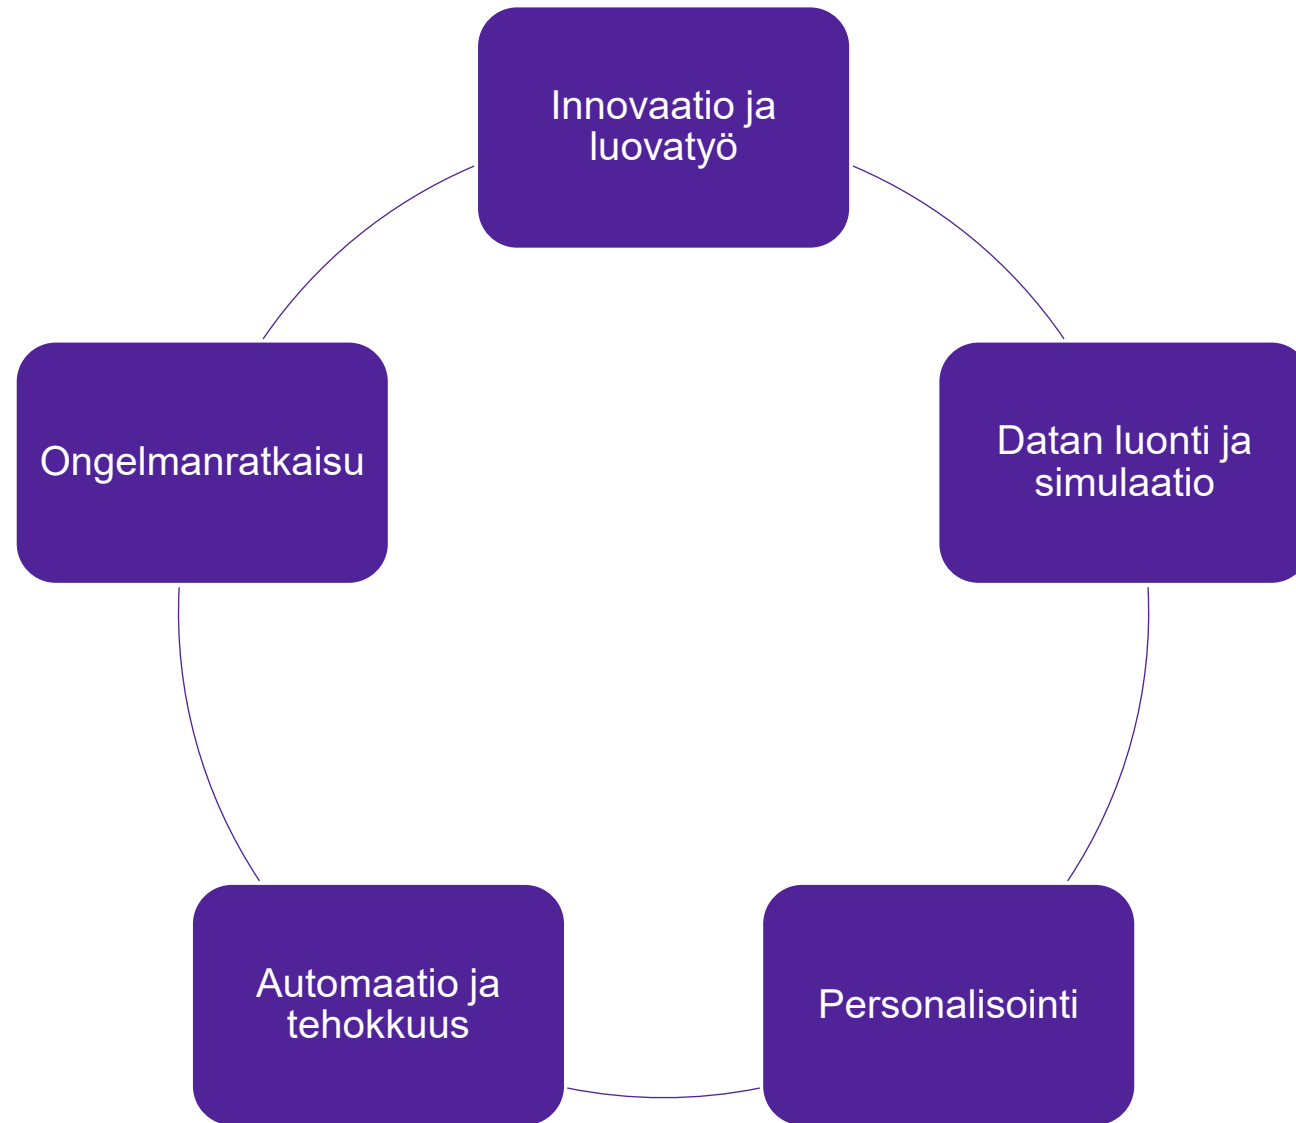 Innovaatio ja
luovatyö
Datan luonti ja
simulaatio
Personalisointi
Automaatio ja
tehokkuus
Ongelmanratkaisu